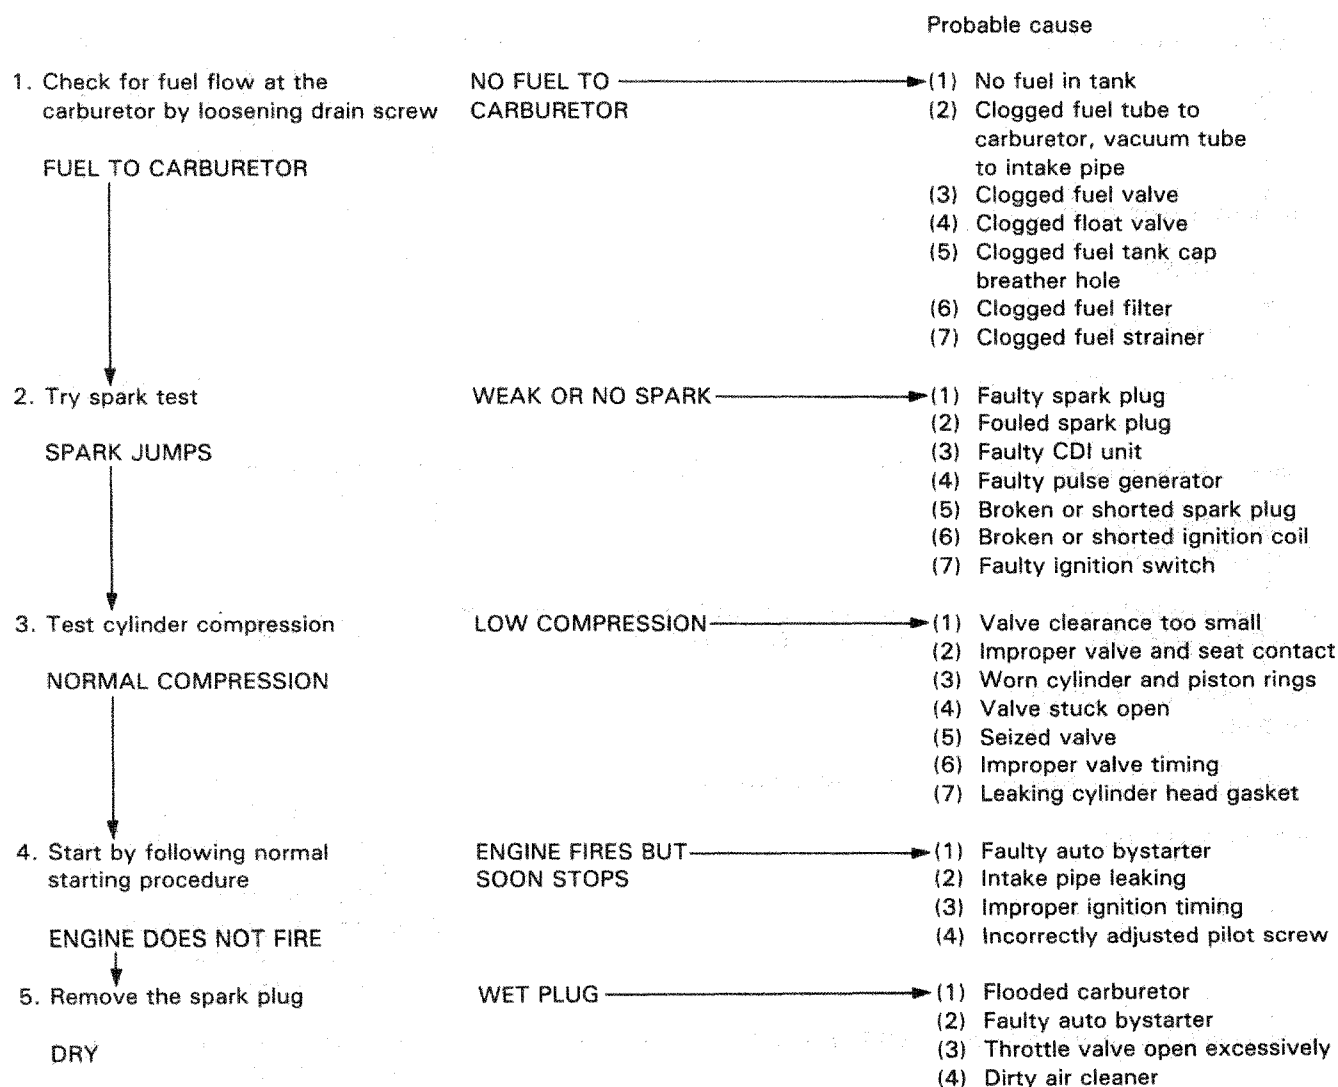 Probable cause
1. Check for fuel flow at the
carburetor by loosening drain screw
NO FUEL TO
CARBURETOR
(1) No fuel in tank
(2) Clogged fuel tube to
carburetor, vacuum tube
to intake pipe
(3) Clogged fuel valve
(4) Clogged float valve
(5) Clogged fuel tank cap
breather hole
(6) Clogged fuel filter
(7) Clogged fuel strainer
FUEL TO CARBURETOR
2. Try spark test
WEAK OR NO SPARK
(1) Faulty spark plug
(2) Fouled spark plug
(3) Faulty CDI unit
(4) Faulty pulse generator
(5) Broken or shorted spark plug
(6) Broken or shorted ignition coil
(7) Faulty ignition switch
SPARK JUMPS
3. Test cylinder compression
LOW COMPRESSION
(1) Valve clearance too small
(2) Improper valve and seat contact
(3) Worn cylinder and piston rings
(4) Valve stuck open
(5) Seized valve
(6) Improper valve timing
(7) Leaking cylinder head gasket
NORMAL COMPRESSION
4. Start by following normal
starting procedure
ENGINE FIRES BUT
SOON STOPS
(1) Faulty auto bystarter
(2) Intake pipe leaking
(3) Improper ignition timing
(4) Incorrectly adjusted pilot screw
ENGINE DOES NOT FIRE
5. Remove the spark plug
WET PLUG
(1) Flooded carburetor
(2) Faulty auto bystarter
(3) Throttle valve open excessively
(4) Dirty air cleaner
DRY